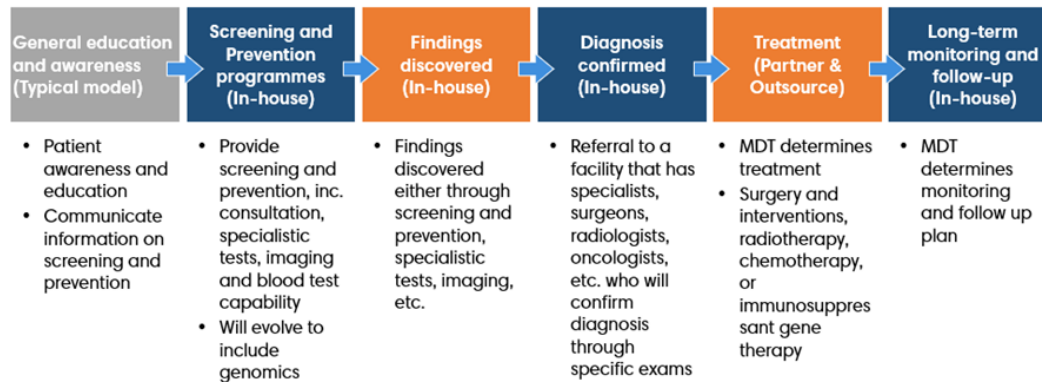 General education
and awareness
(Typical model)
Screening and
Prevention
programmes
(In-house)
Findings
discovered
(In-house)
Diagnosis
confirmed
(In-house)
Treatment
(Partner &
Outsource)
Long-term
monitoring and
follow-up
(In-house)
• Patient
awareness and
education
• Communicate
information on
screening and
prevention
• Provide
screening and
prevention, inc.
consultation,
specialistic
tests, imaging
and blood test
capability
• Will evolve to
include
genomics
• Findings
discovered
either through
screening and
prevention,
specialistic
tests, imaging,
etc.
• Referral to a
facility that has
specialists,
surgeons,
radiologists,
oncologists,
etc. who will
confirm
diagnosis
through
specific exams
• MDT determines
treatment
• Surgery and
interventions,
radiotherapy,
chemotherapy,
or
immunosuppres
sant gene
therapy
• MDT
determines
monitoring
and follow up
plan